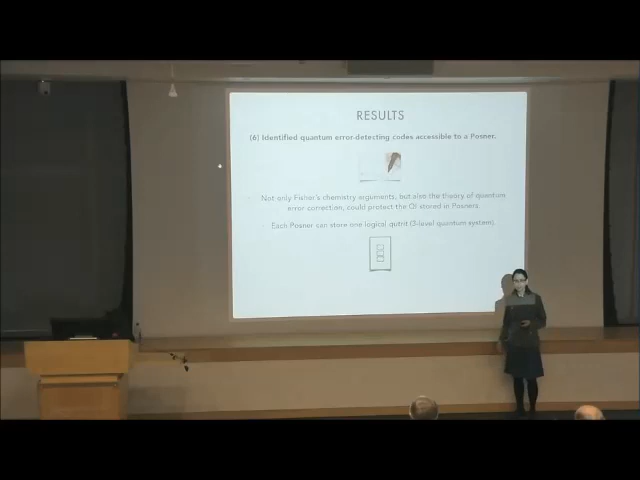 RESULTS
(6) Identified quantum error-detecting codes accessible to a Posner.
Not only Fisher's chemistry arguments, but also the theory of quantum
error correction, could protect the QI stored in Posners.
Each Posner can store one logical qutrit (3-level quantum system).